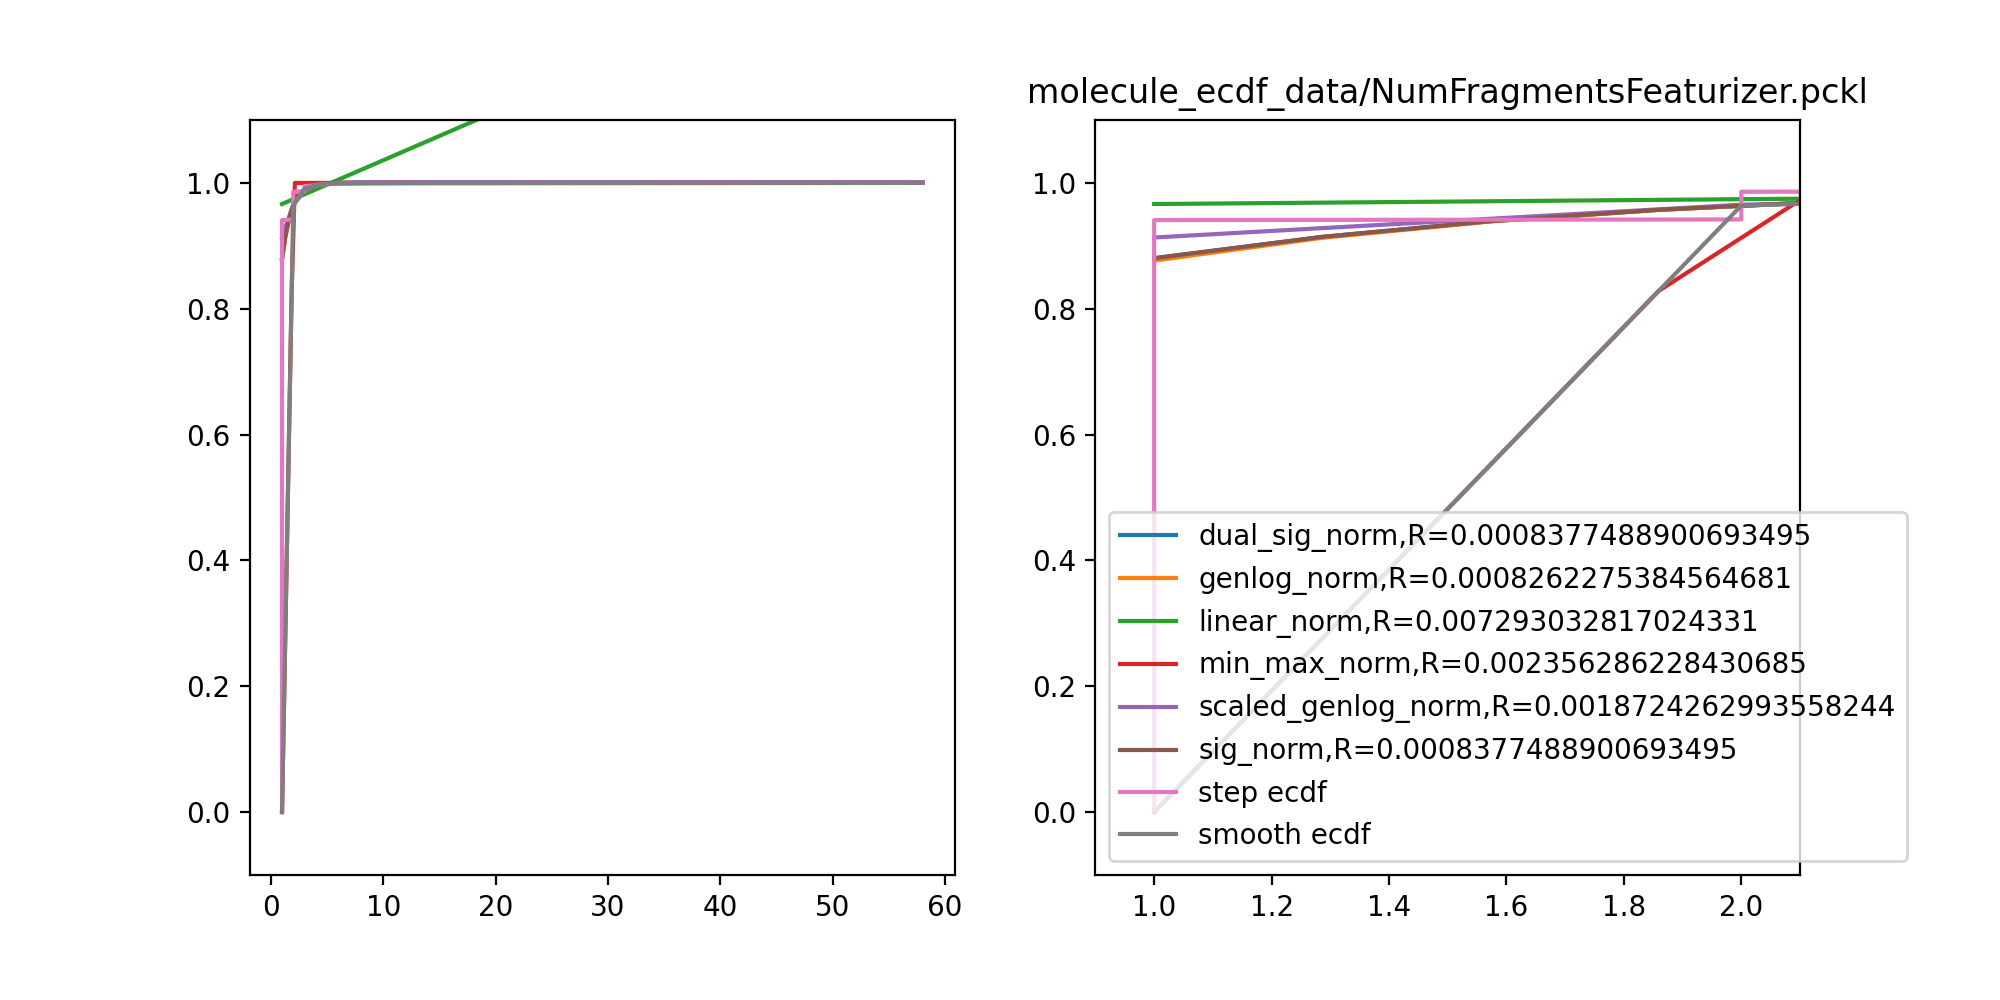 molecule_ecdf_data/NumFragmentsFeaturizer.pckl
1.0
0.8
0.6
0.4
0.2
0.0
0 10 20 30 40 50 60
1.0
0.8
0.6
0.4
0.2
0.0
dual_sig_norm,R=0.0008377488900693495
genlog_norm,R=0.0008262275384564681
linear_norm,R=0.007293032817024331
min_max_norm,R=0.002356286228430685
scaled_genlog_norm,R=0.0018724262993558244
sig_norm,R=0.0008377488900693495
step ecdf
smooth ecdf
1.0 1.2 1.4 1.6 1.8 2.0